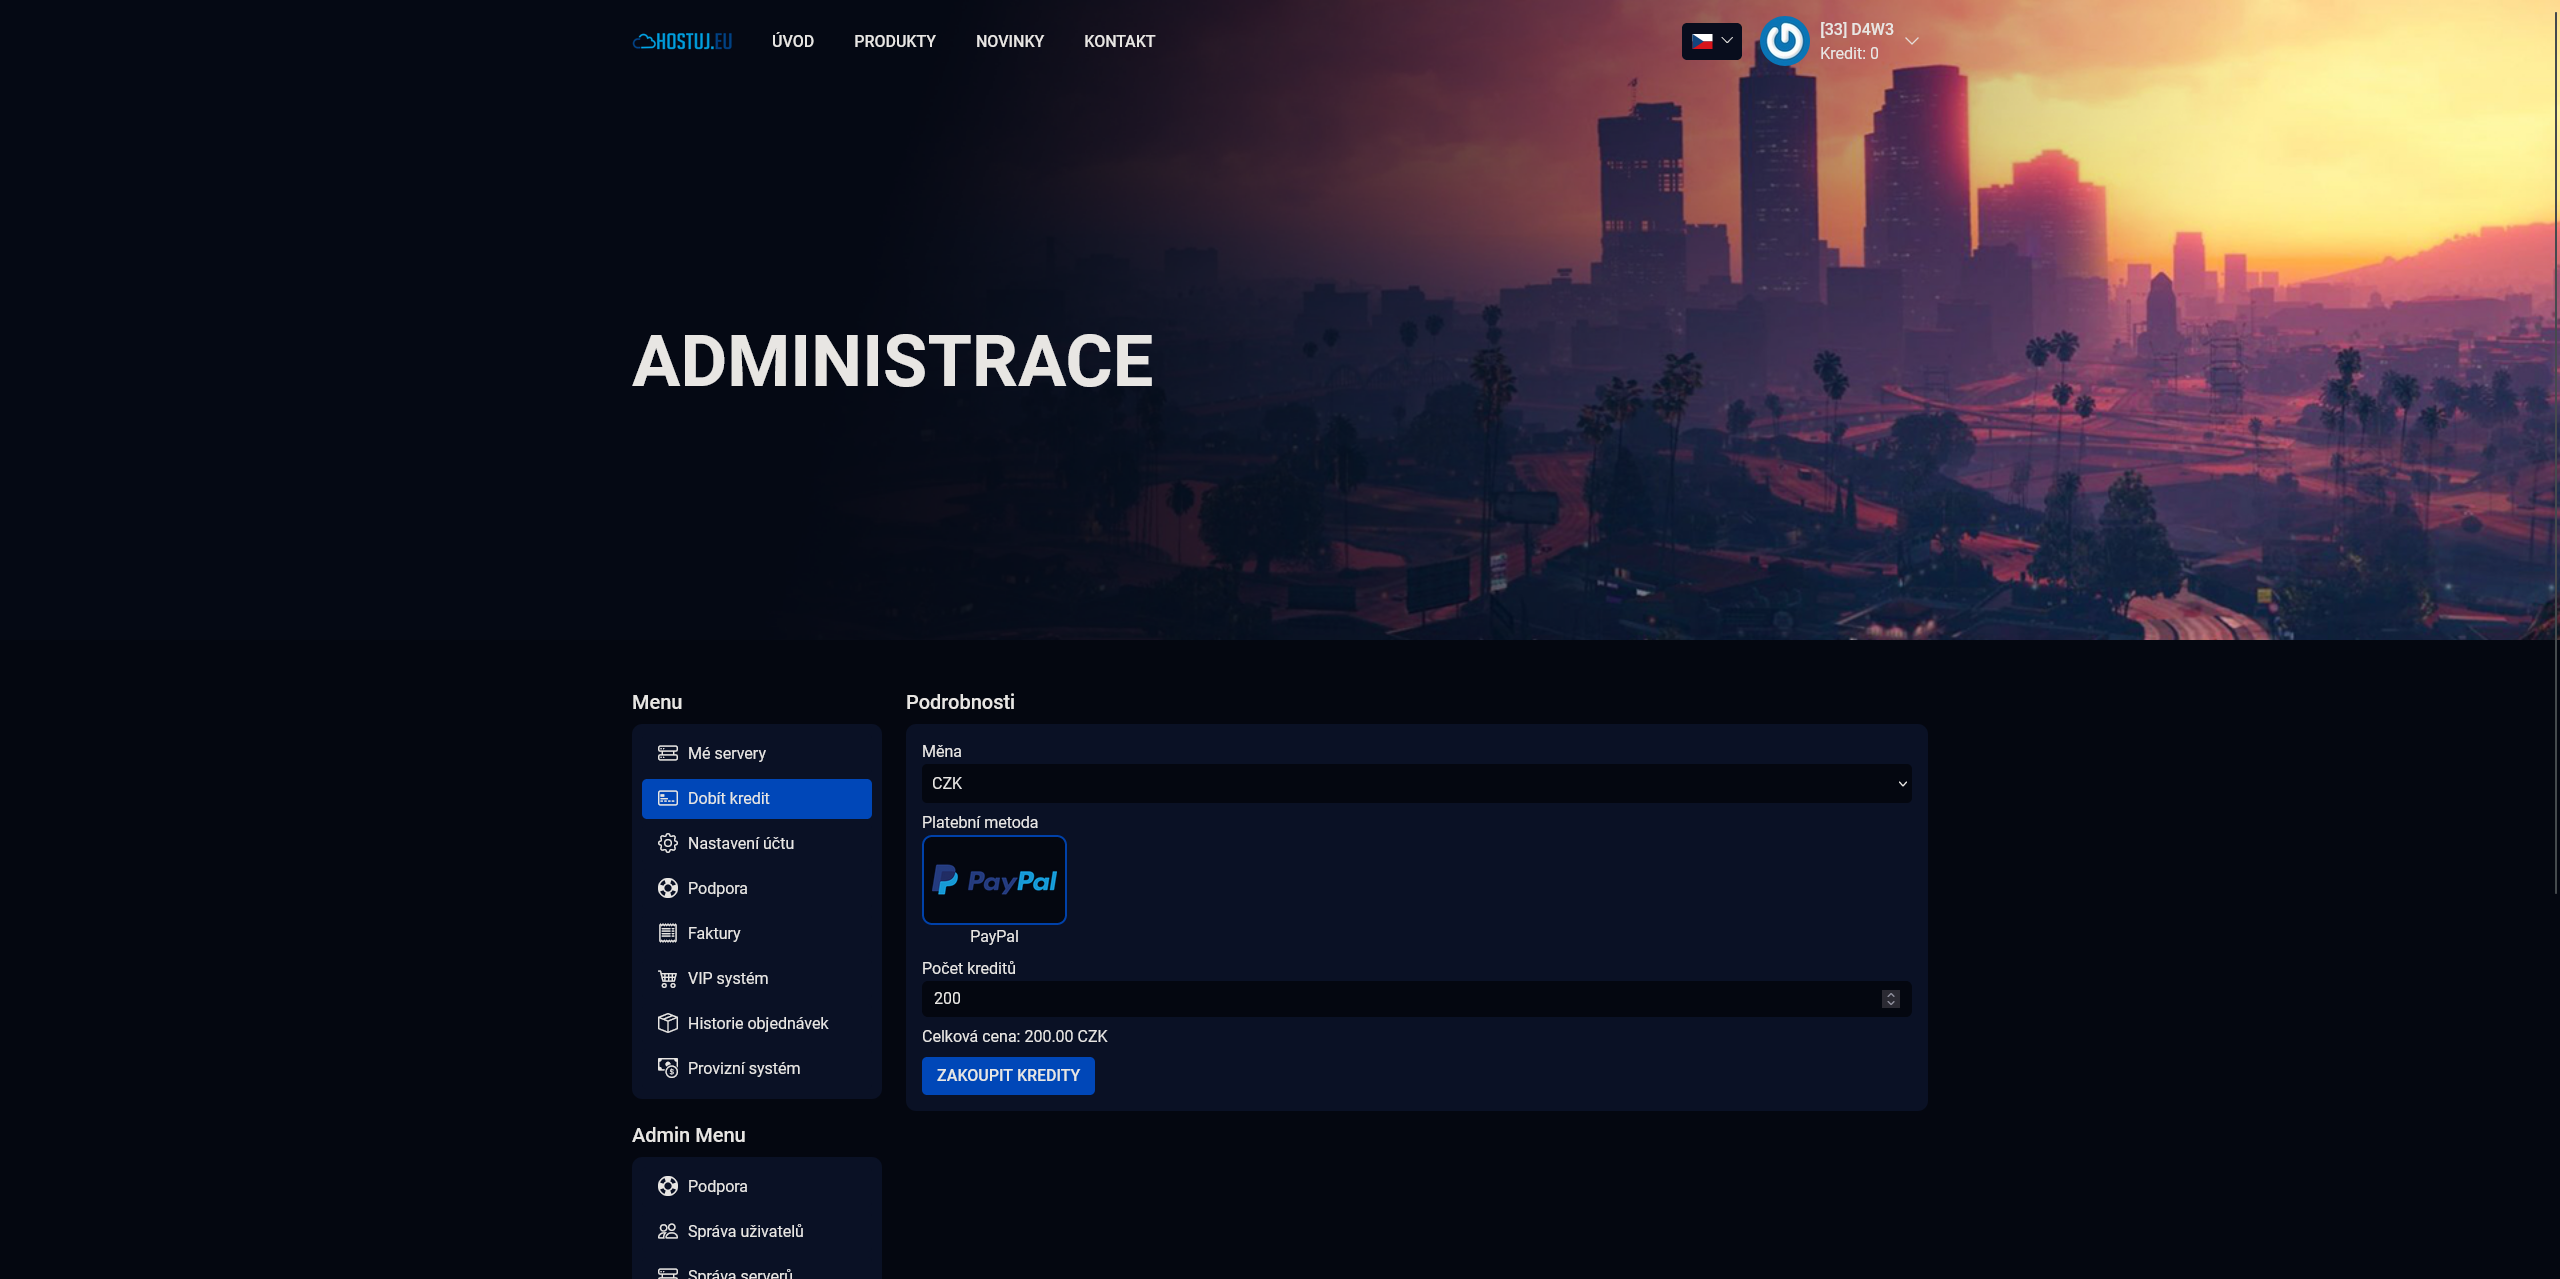 HOSTUJ.EU
ÚVOD
PRODUKTY
NOVINKY
KONTAKT
[33] D4W3
Kredit: 0
ADMINISTRACE
Menu
Mé servery
Dobít kredit
Nastavení účtu
Podpora
Faktury
VIP systém
Historie objednávek
Provizní systém
Admin Menu
Podpora
Správa uživatelů
Správa serverů
Podrobnosti
Měna
CZK
Platební metoda
PayPal
PayPal
Počet kreditů
200
Celková cena: 200.00 CZK
ZAKOUPIT KREDITY